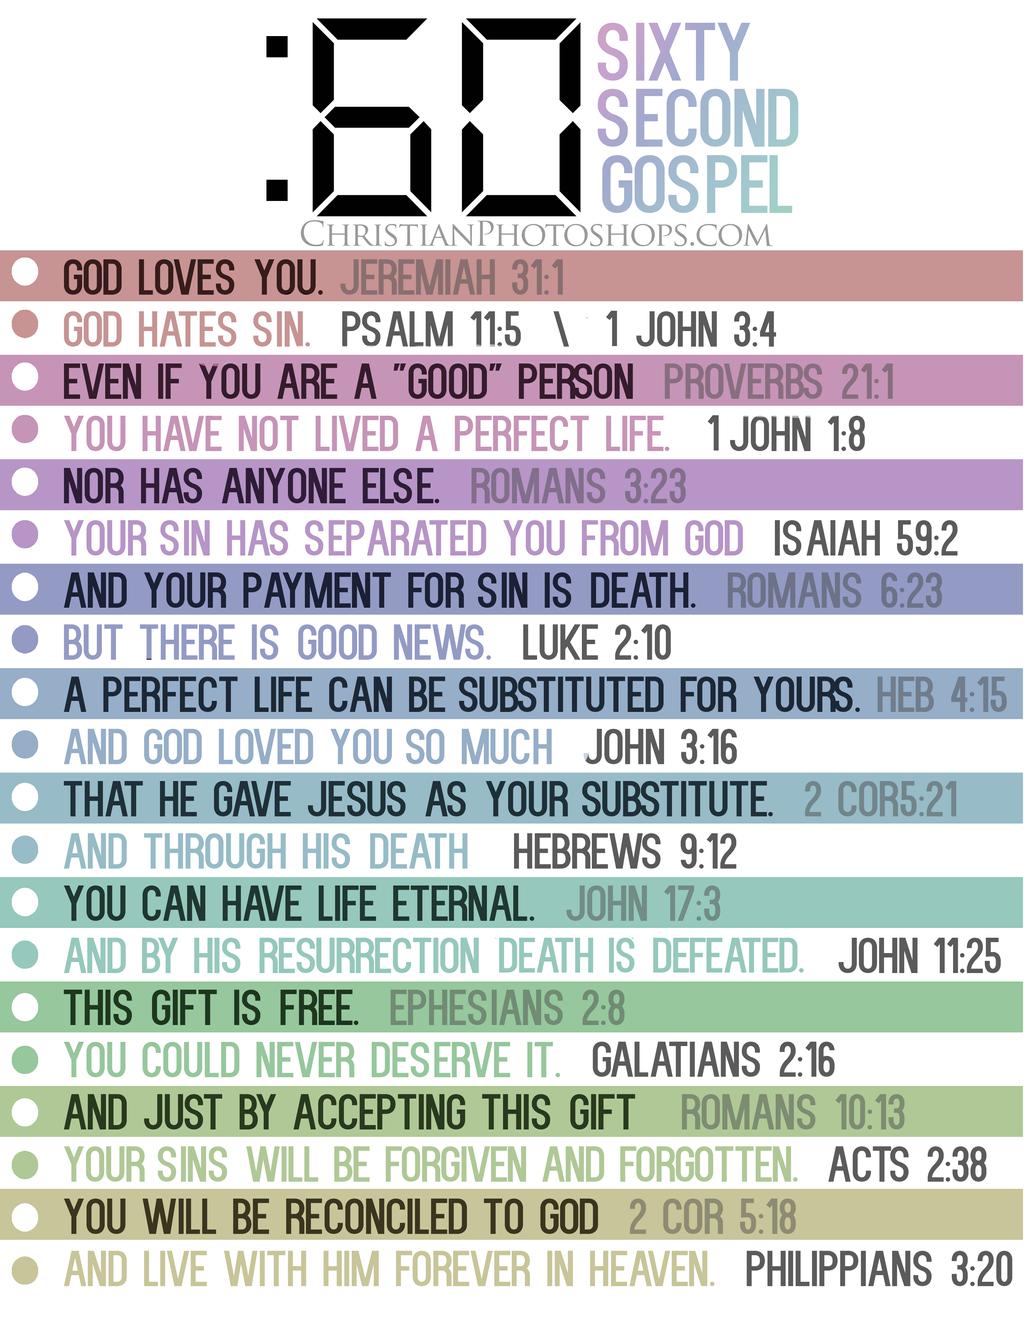 :60 SIXTY
SECOND
GOSPEL
CHRISTIANPHOTOSHOPS.COM
GOD LOVES YOU. JEREMIAH 31:1
GOD HATES SIN. PSALM 11:5 \ 1 JOHN 3:4
EVEN IF YOU ARE A "GOOD" PERSON PROVERBS 21:1
YOU HAVE NOT LIVED A PERFECT LIFE. 1 JOHN 1:8
NOR HAS ANYONE ELSE. ROMANS 3:23
YOUR SIN HAS SEPARATED YOU FROM GOD ISAIAH 59:2
AND YOUR PAYMENT FOR SIN IS DEATH. ROMANS 6:23
BUT THERE IS GOOD NEWS. LUKE 2:10
A PERFECT LIFE CAN BE SUBSTITUTED FOR YOURS. HEB 4:15
AND GOD LOVED YOU SO MUCH JOHN 3:16
THAT HE GAVE JESUS AS YOUR SUBSTITUTE. 2 COR5:21
AND THROUGH HIS DEATH HEBREWS 9:12
YOU CAN HAVE LIFE ETERNAL. JOHN 17:3
AND BY HIS RESURRECTION DEATH IS DEFEATED. JOHN 11:25
THIS GIFT IS FREE. EPHESIANS 2:8
YOU COULD NEVER DESERVE IT. GALATIANS 2:16
AND JUST BY ACCEPTING THIS GIFT ROMANS 10:13
YOUR SINS WILL BE FORGIVEN AND FORGOTTEN. ACTS 2:38
YOU WILL BE RECONCILED TO GOD 2 COR 5:18
AND LIVE WITH HIM FOREVER IN HEAVEN. PHILIPPIANS 3:20